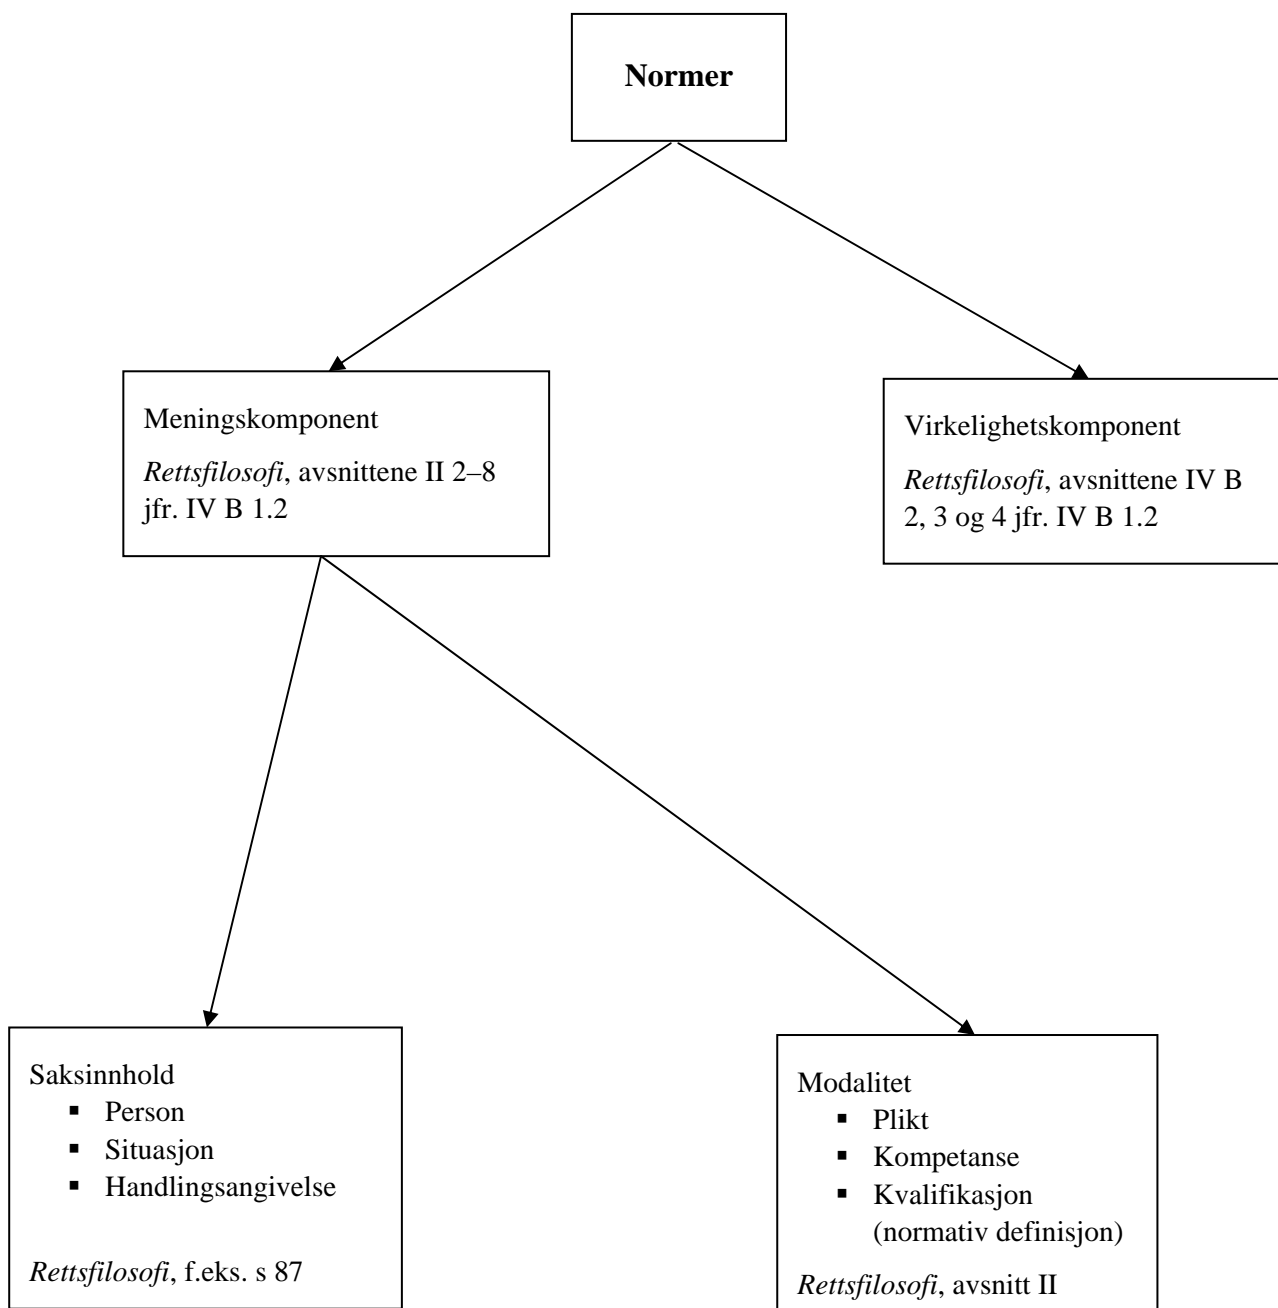 Normer
Meningskomponent
Rettsfilosofi, avsnittene II 2–8
jfr. IV B 1.2
Virkelighetskomponent
Rettsfilosofi, avsnittene IV B
2, 3 og 4 jfr. IV B 1.2
Saksinnhold
▪ Person
▪ Situasjon
▪ Handlingsangivelse
Rettsfilosofi, f.eks. s 87
Modalitet
▪ Plikt
▪ Kompetanse
▪ Kvalifikasjon
(normativ definisjon)
Rettsfilosofi, avsnitt II